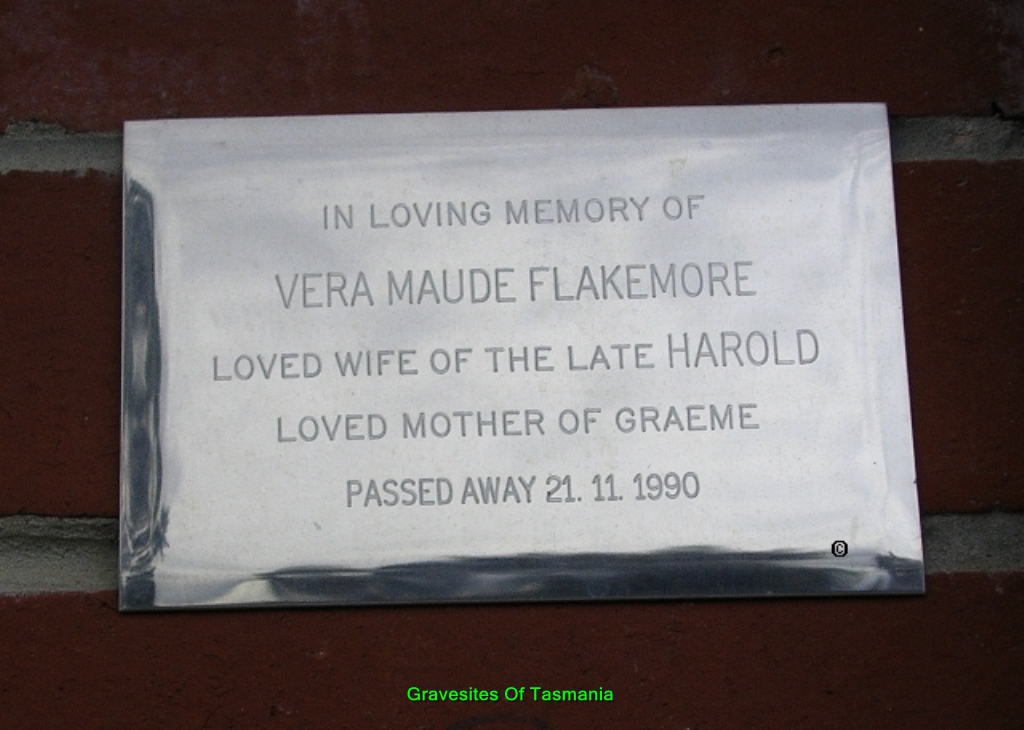 IN LOVING MEMORY OF
VERA MAUDE FLAKEMORE
LOVED WIFE OF THE LATE HAROLD
LOVED MOTHER OF GRAEME
PASSED AWAY 21. 11. 1990
©
Gravesites Of Tasmania